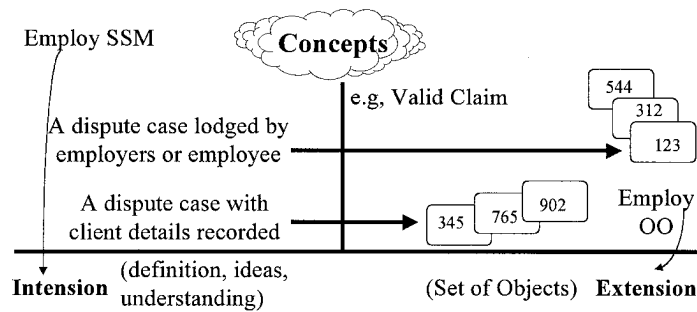 Employ SSM
Concepts
e.g, Valid Claim
544
312
123
A dispute case lodged by
employers or employee
A dispute case with
client details recorded
345
765
902
Employ
OO
Intension
(definition, ideas,
understanding)
(Set of Objects)
Extension